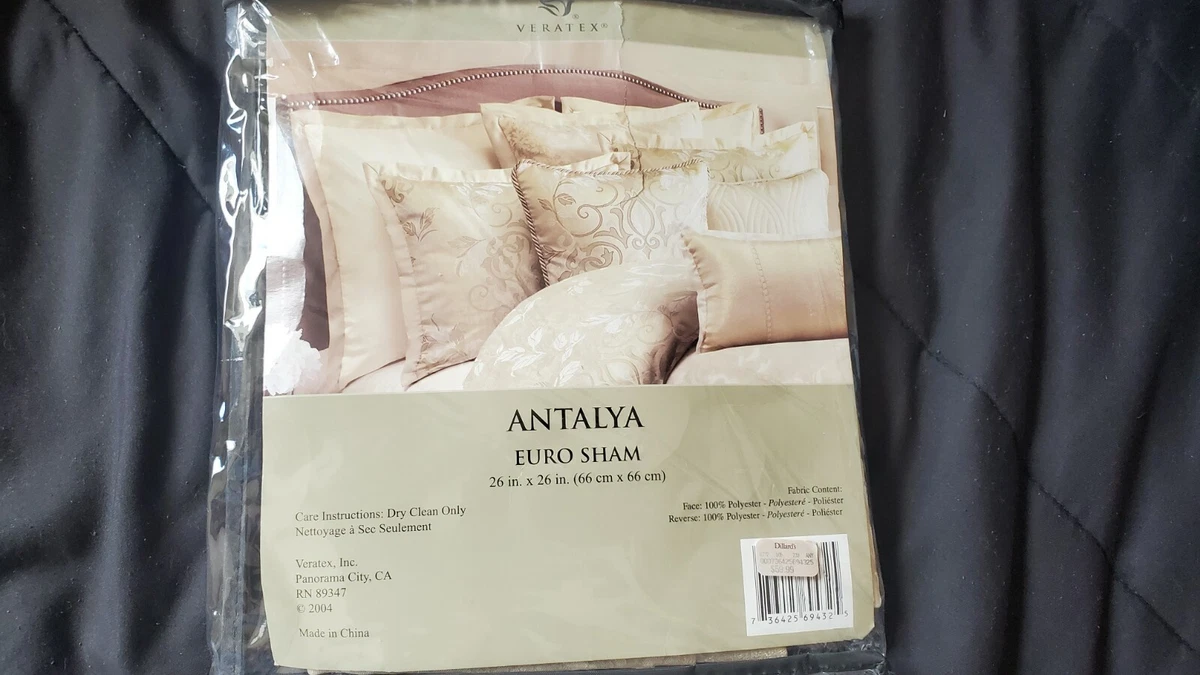 VERATEX®
ANTALYA
EURO SHAM
26 in. x 26 in. (66 cm x 66 cm)
Care Instructions: Dry Clean Only
Nettoyage à Sec Seulement
Fabric Content:
Face: 100% Polyester - Polyesteré - Poliéster
Reverse: 100% Polyester - Polyesteré - Poliéster
Veratex, Inc.
Panorama City, CA
RN 89347
© 2004
Made in China
Dillard's
7 36425 69432 5